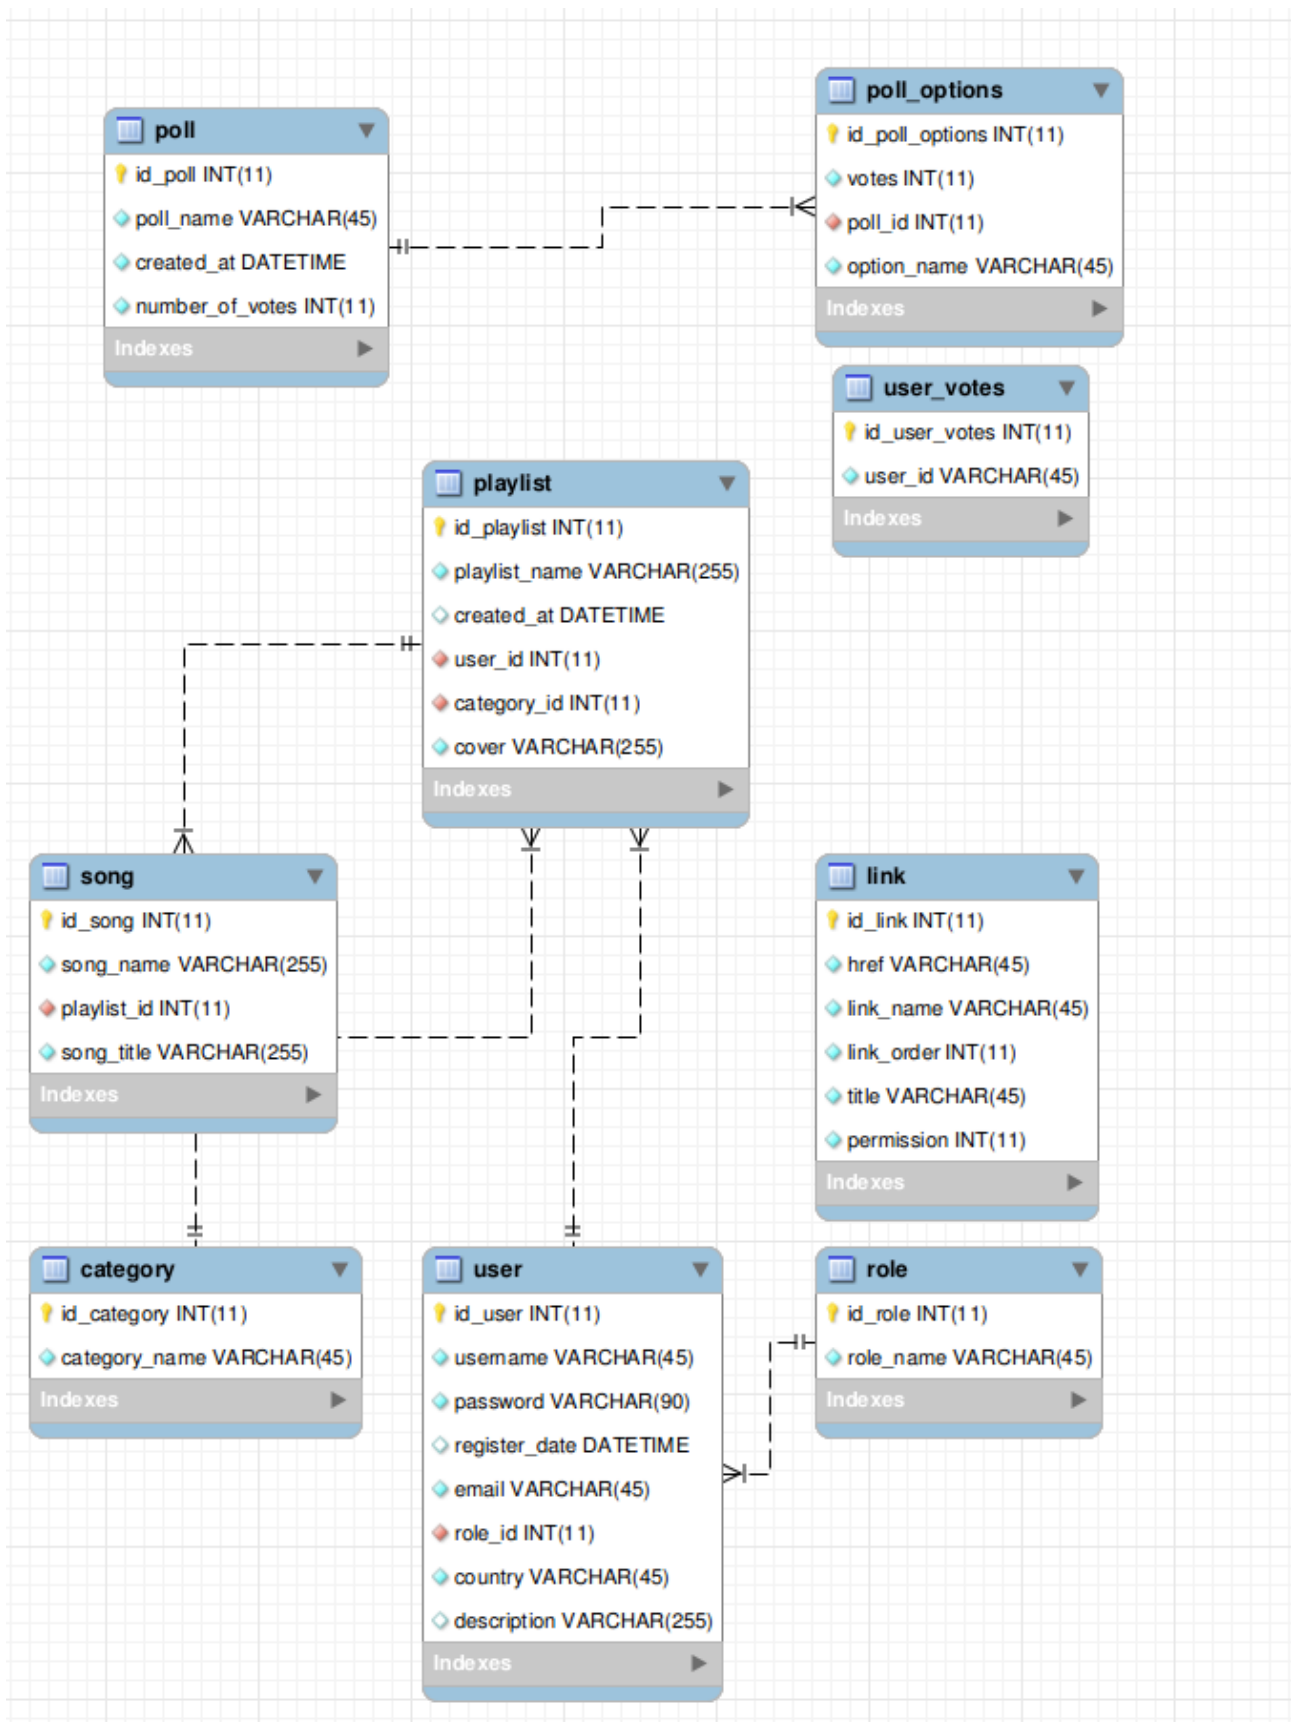 poll
id_poll INT(11)
poll_name VARCHAR(45)
created_at DATETIME
number_of_votes INT(11)
Indexes
poll_options
id_poll_options INT(11)
votes INT(11)
poll_id INT(11)
option_name VARCHAR(45)
Indexes
user_votes
id_user_votes INT(11)
user_id VARCHAR(45)
Indexes
playlist
id_playlist INT(11)
playlist_name VARCHAR(255)
created_at DATETIME
user_id INT(11)
category_id INT(11)
cover VARCHAR(255)
Indexes
song
id_song INT(11)
song_name VARCHAR(255)
playlist_id INT(11)
song_title VARCHAR(255)
Indexes
link
id_link INT(11)
href VARCHAR(45)
link_name VARCHAR(45)
link_order INT(11)
title VARCHAR(45)
permission INT(11)
Indexes
category
id_category INT(11)
category_name VARCHAR(45)
Indexes
user
id_user INT(11)
username VARCHAR(45)
password VARCHAR(90)
register_date DATETIME
email VARCHAR(45)
role_id INT(11)
country VARCHAR(45)
description VARCHAR(255)
Indexes
role
id_role INT(11)
role_name VARCHAR(45)
Indexes